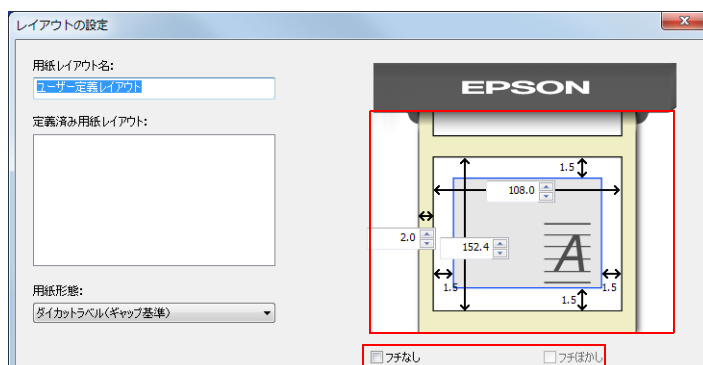 レイアウトの設定
用紙レイアウト名:
ユーザー定義レイアウト
定義済み用紙レイアウト:
用紙形態:
ダイカットラベル(ギャップ基準)
EPSON
1.5
108.0
2.0
152.4
A
1.5
1.5
1.5
フチなし
フチぼかし